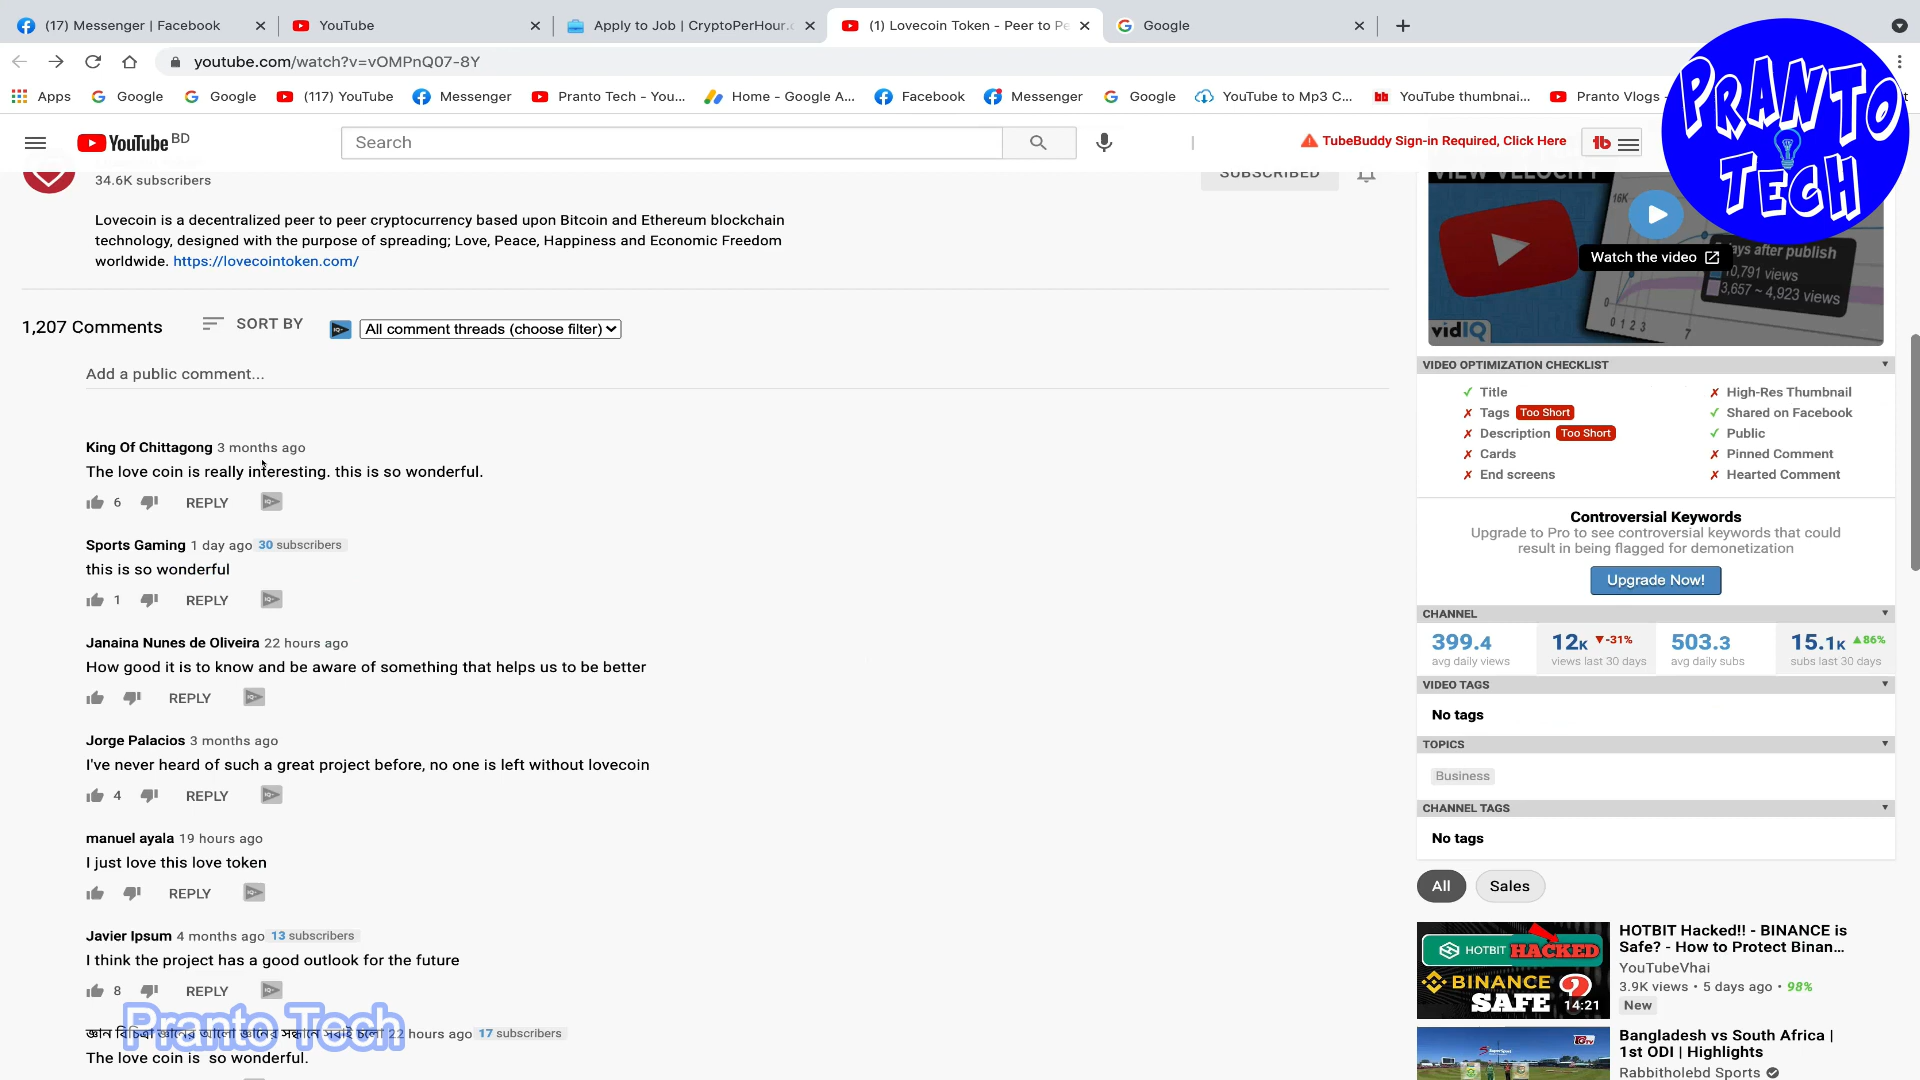 (17) Messenger | Facebook
YouTube
Apply to Job | CryptoPerHour.
(1) Lovecoin Token - Peer to Pe
Google
youtube.com/watch?v=vOMPnQ07-8Y
Apps
Google
Google
(117) YouTube
Messenger
Pranto Tech - You...
Home - Google A...
Facebook
Messenger
Google
YouTube to Mp3 C...
YouTube thumbnai...
Pranto Vlogs -
PRANTO
TECH
YouTube BD
Search
TubeBuddy Sign-in Required, Click Here
tb
34.6K subscribers
SUBSCRIBED
Lovecoin is a decentralized peer to peer cryptocurrency based upon Bitcoin and Ethereum blockchain
technology, designed with the purpose of spreading; Love, Peace, Happiness and Economic Freedom
worldwide. https://lovecointoken.com/
1,207 Comments
SORT BY
All comment threads (choose filter)
Add a public comment...
King Of Chittagong 3 months ago
The love coin is really interesting. this is so wonderful.
6 REPLY
Sports Gaming 1 day ago 30 subscribers
this is so wonderful
1 REPLY
Janaina Nunes de Oliveira 22 hours ago
How good it is to know and be aware of something that helps us to be better
REPLY
Jorge Palacios 3 months ago
I've never heard of such a great project before, no one is left without lovecoin
4 REPLY
manuel ayala 19 hours ago
I just love this love token
REPLY
Javier Ipsum 4 months ago 13 subscribers
I think the project has a good outlook for the future
8 REPLY
Pranto Tech
জ্ঞান বিচিত্রা জ্ঞানের আলো জ্ঞানের সন্ধানে সবাই চলো 22 hours ago 17 subscribers
The love coin is so wonderful.
VIEW VELOCITY
16K
Watch the video
days after publish
10,791 views
3,657 ~ 4,923 views
0 1 2 3 7
vidIQ
VIDEO OPTIMIZATION CHECKLIST
Title
Tags Too Short
Description Too Short
Cards
End screens
High-Res Thumbnail
Shared on Facebook
Public
Pinned Comment
Hearted Comment
Controversial Keywords
Upgrade to Pro to see controversial keywords that could
result in being flagged for demonetization
Upgrade Now!
CHANNEL
399.4
avg daily views
12K -31%
views last 30 days
503.3
avg daily subs
15.1K 86%
subs last 30 days
VIDEO TAGS
No tags
TOPICS
Business
CHANNEL TAGS
No tags
All
Sales
HOTBIT HACKED
BINANCE
SAFE ?
14:21
HOTBIT Hacked!! - BINANCE is
Safe? - How to Protect Binan...
YouTubeVhai
3.9K views • 5 days ago • 98%
New
Bangladesh vs South Africa |
1st ODI | Highlights
Rabbitholebd Sports